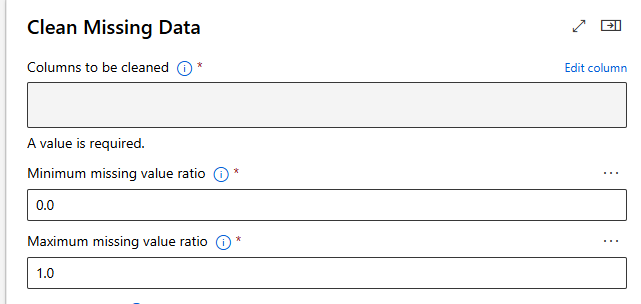 Clean Missing Data
Columns to be cleaned *
Edit column
A value is required.
Minimum missing value ratio *
...
0.0
Maximum missing value ratio *
...
1.0